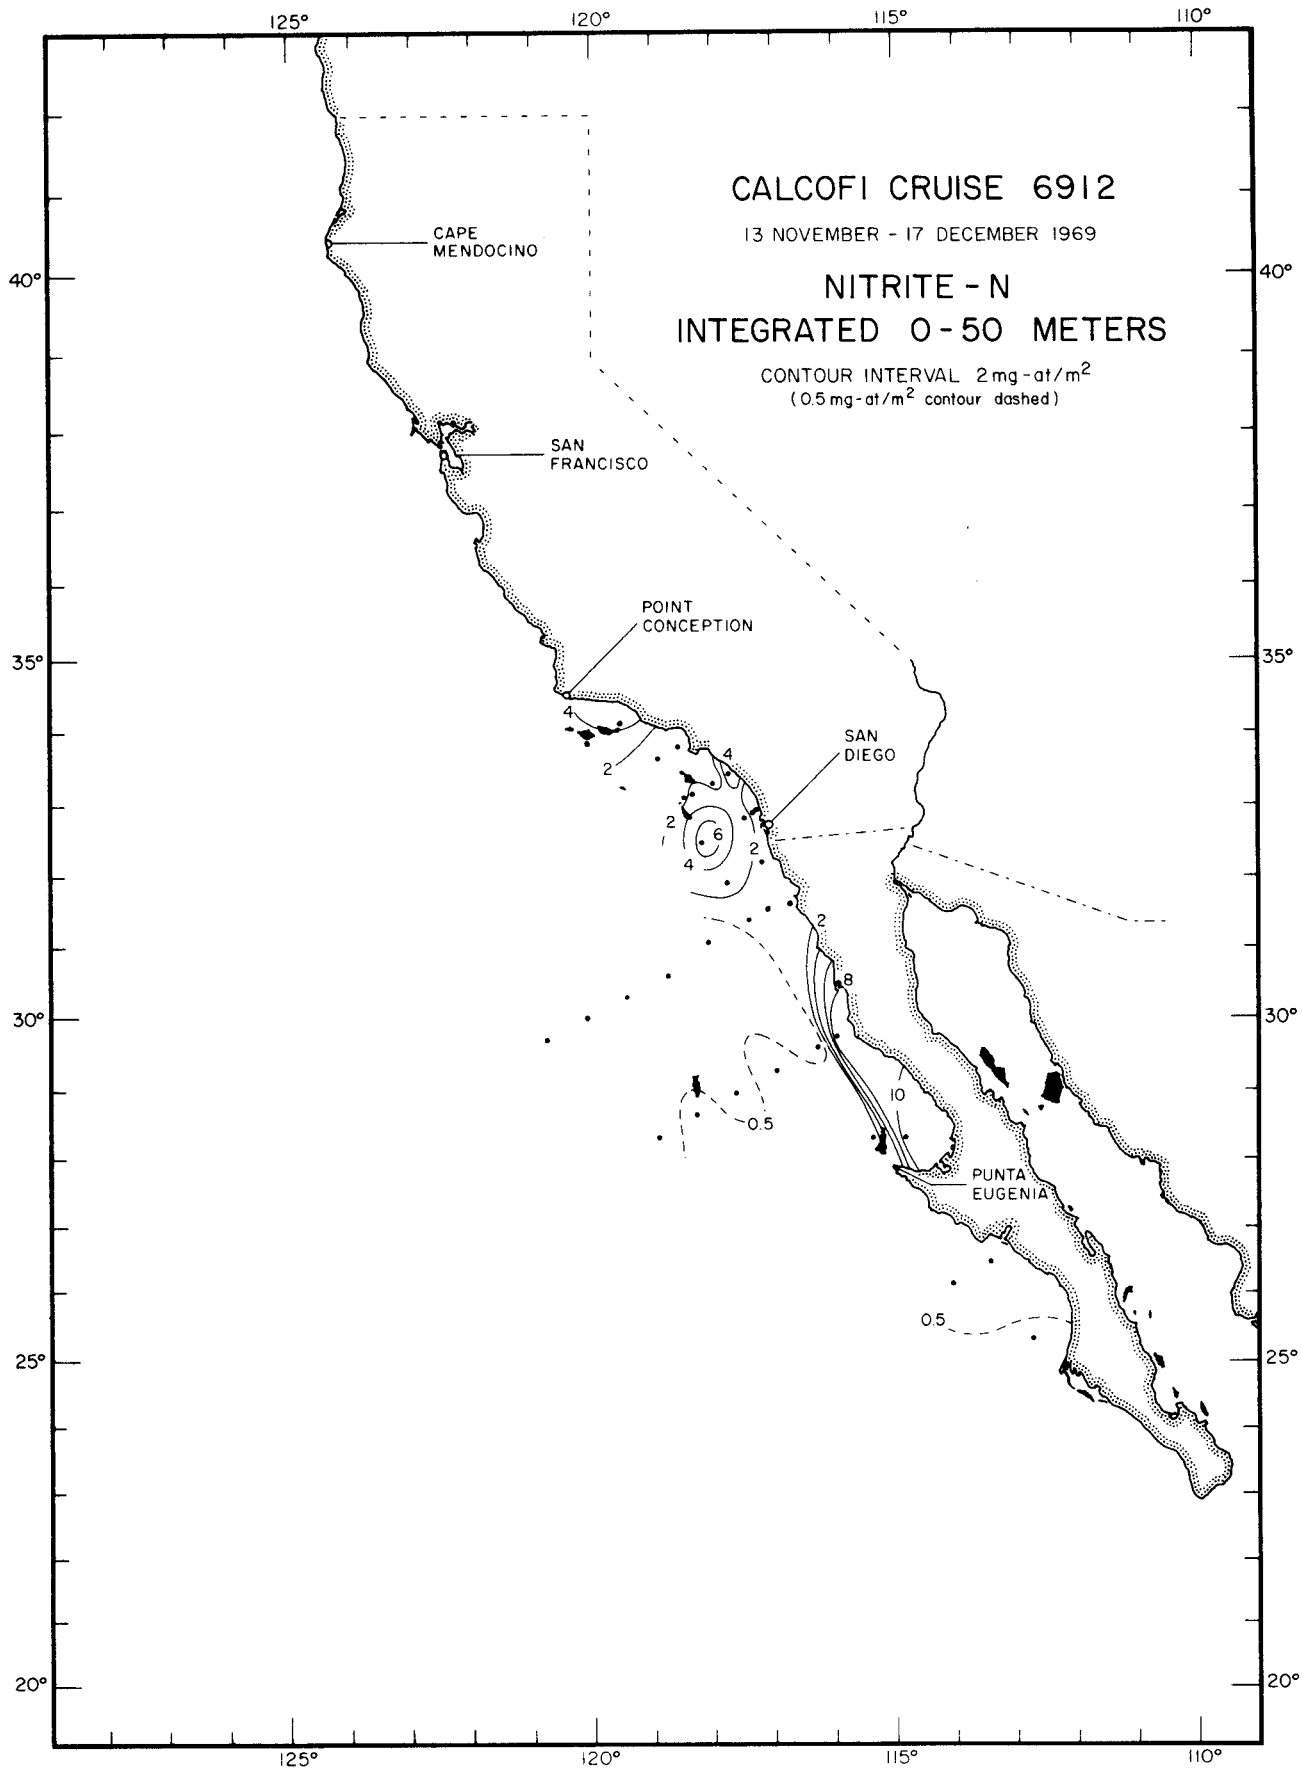 125° 120° 115° 110°
CALCOFI CRUISE 6912
13 NOVEMBER - 17 DECEMBER 1969
NITRITE - N
INTEGRATED 0-50 METERS
CONTOUR INTERVAL 2 mg-at/m²
(0.5 mg-at/m² contour dashed)
CAPE
MENDOCINO
40° 40°
SAN
FRANCISCO
POINT
CONCEPTION
35° 35°
4
SAN
DIEGO
4
2
2
6
2
4
2
8
30° 30°
10
0.5
PUNTA
EUGENIA
0.5
25° 25°
20° 20°
125° 120° 115° 110°